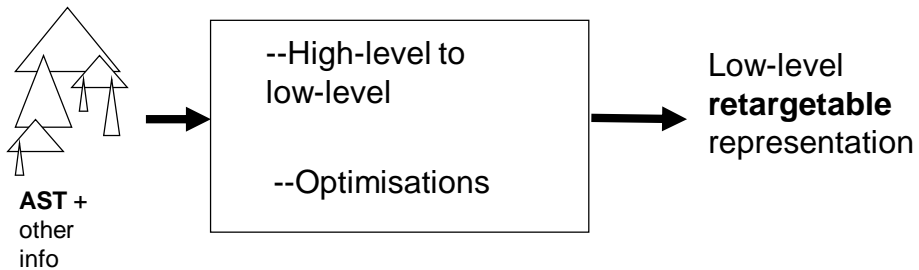 --High-level to
low-level
--Optimisations
Low-level
retargetable
representation
AST +
other
info